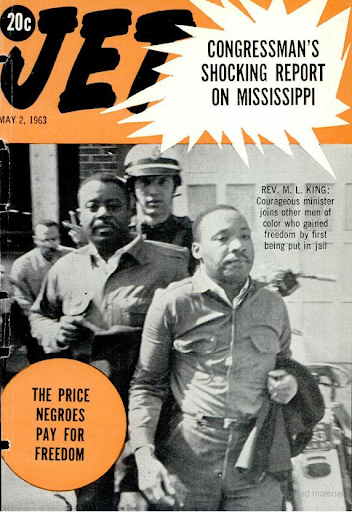 20c
JET
MAY 2, 1963
CONGRESSMAN'S
SHOCKING REPORT
ON MISSISSIPPI
REV. M. L. KING:
Courageous minister
joins other men of
color who gained
freedom by first
being put in jail
THE PRICE
NEGROES
PAY FOR
FREEDOM
material